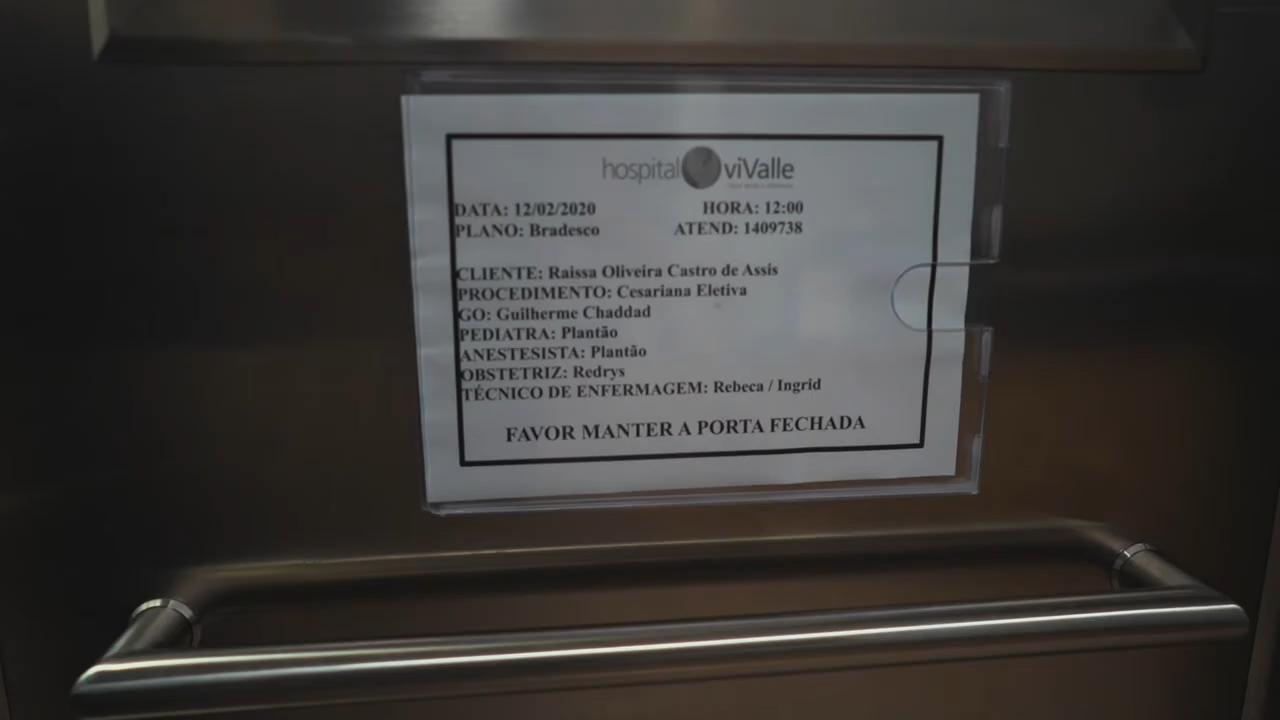 hospital viValle
DATA: 12/02/2020 HORA: 12:00
PLANO: Bradesco ATEND: 1409738
CLIENTE: Raissa Oliveira Castro de Assis
PROCEDIMENTO: Cesariana Eletiva
GO: Guilherme Chaddad
PEDIATRA: Plantão
ANESTESISTA: Plantão
OBSTETRIZ: Redrys
TÉCNICO DE ENFERMAGEM: Rebeca / Ingrid
FAVOR MANTER A PORTA FECHADA